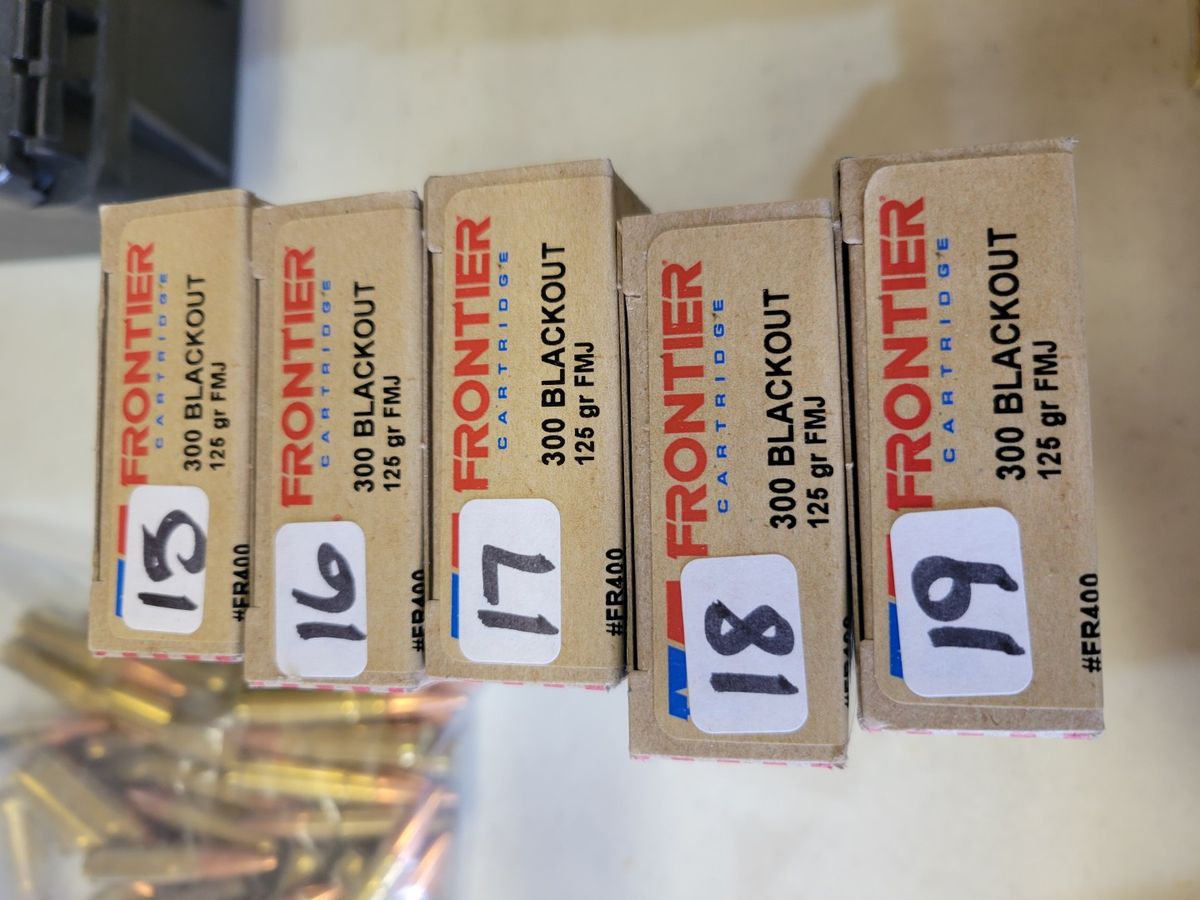 FRONTIER
CARTRIDGE
300 BLACKOUT
125 gr FMJ
15
#FR400
FRONTIER
CARTRIDGE
300 BLACKOUT
125 gr FMJ
16
#FR400
FRONTIER
CARTRIDGE
300 BLACKOUT
125 gr FMJ
17
#FR400
FRONTIER
CARTRIDGE
300 BLACKOUT
125 gr FMJ
18
FRONTIER
CARTRIDGE
300 BLACKOUT
125 gr FMJ
19
#FR400